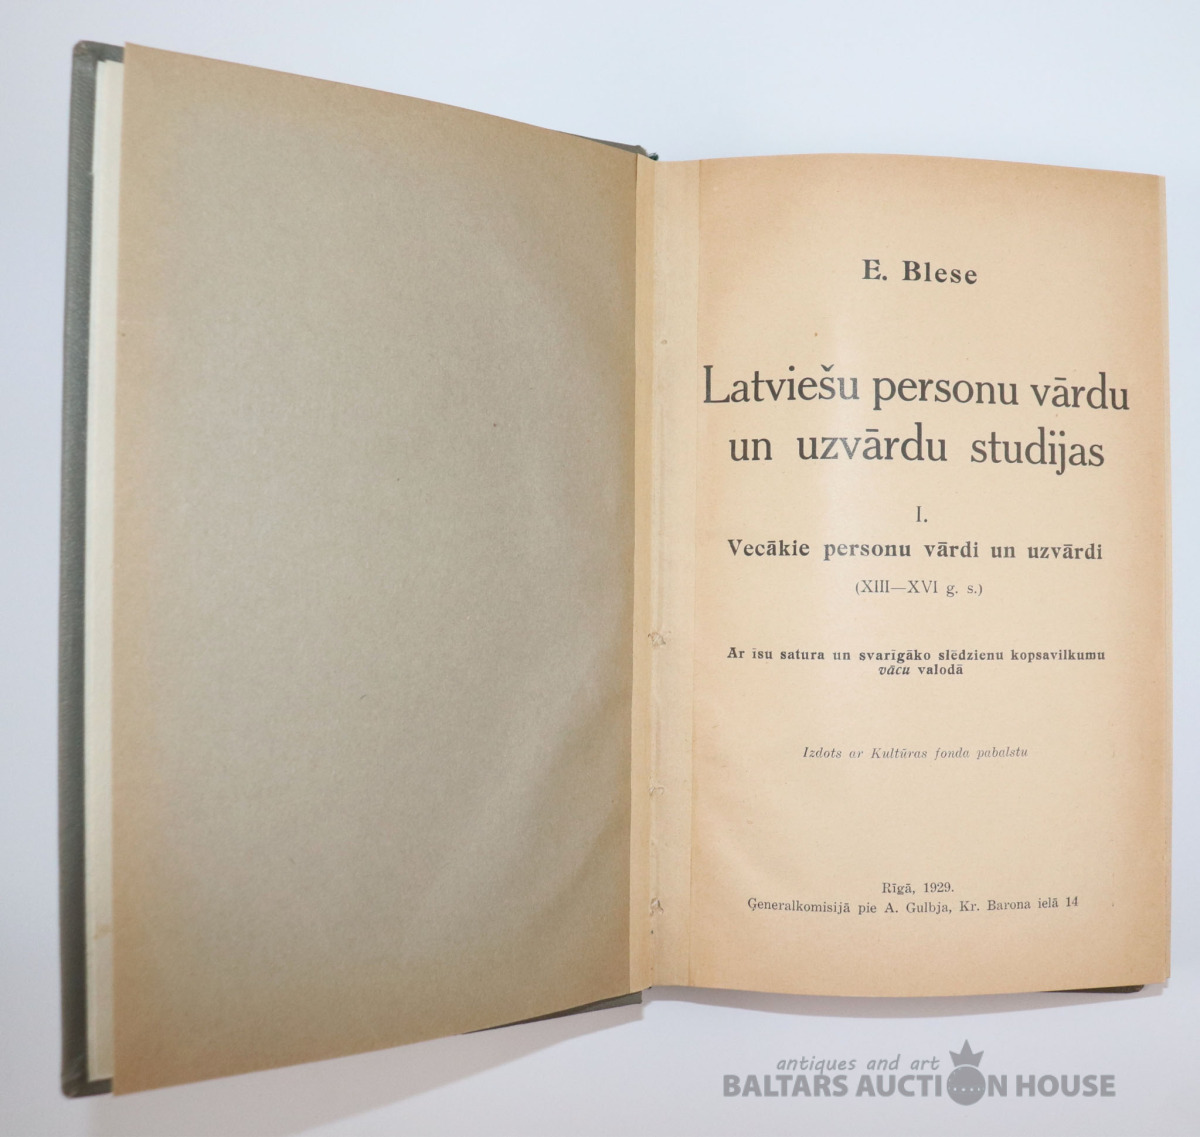 E. Blese
Latviešu personu vārdu
un uzvārdu studijas
I.
Vecākie personu vārdi un uzvārdi
(XIII—XVI g. s.)
Ar īsu satura un svarīgāko slēdzienu kopsavilkumu
vācu valodā
Izdots ar Kultūras fonda pabalstu
Rīgā, 1929.
Ģeneralkomisijā pie A. Gulbja, Kr. Barona ielā 14
antiques and art
BALTARS AUCTION HOUSE